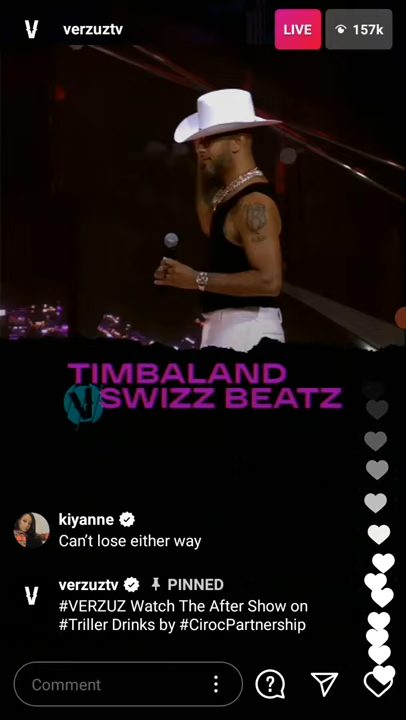 verzuztv
LIVE
157k
TIMBALAND
V SWIZZ BEATZ
kiyanne
Can't lose either way
verzuztv PINNED
#VERZUZ Watch The After Show on
#Triller Drinks by #CirocPartnership
Comment